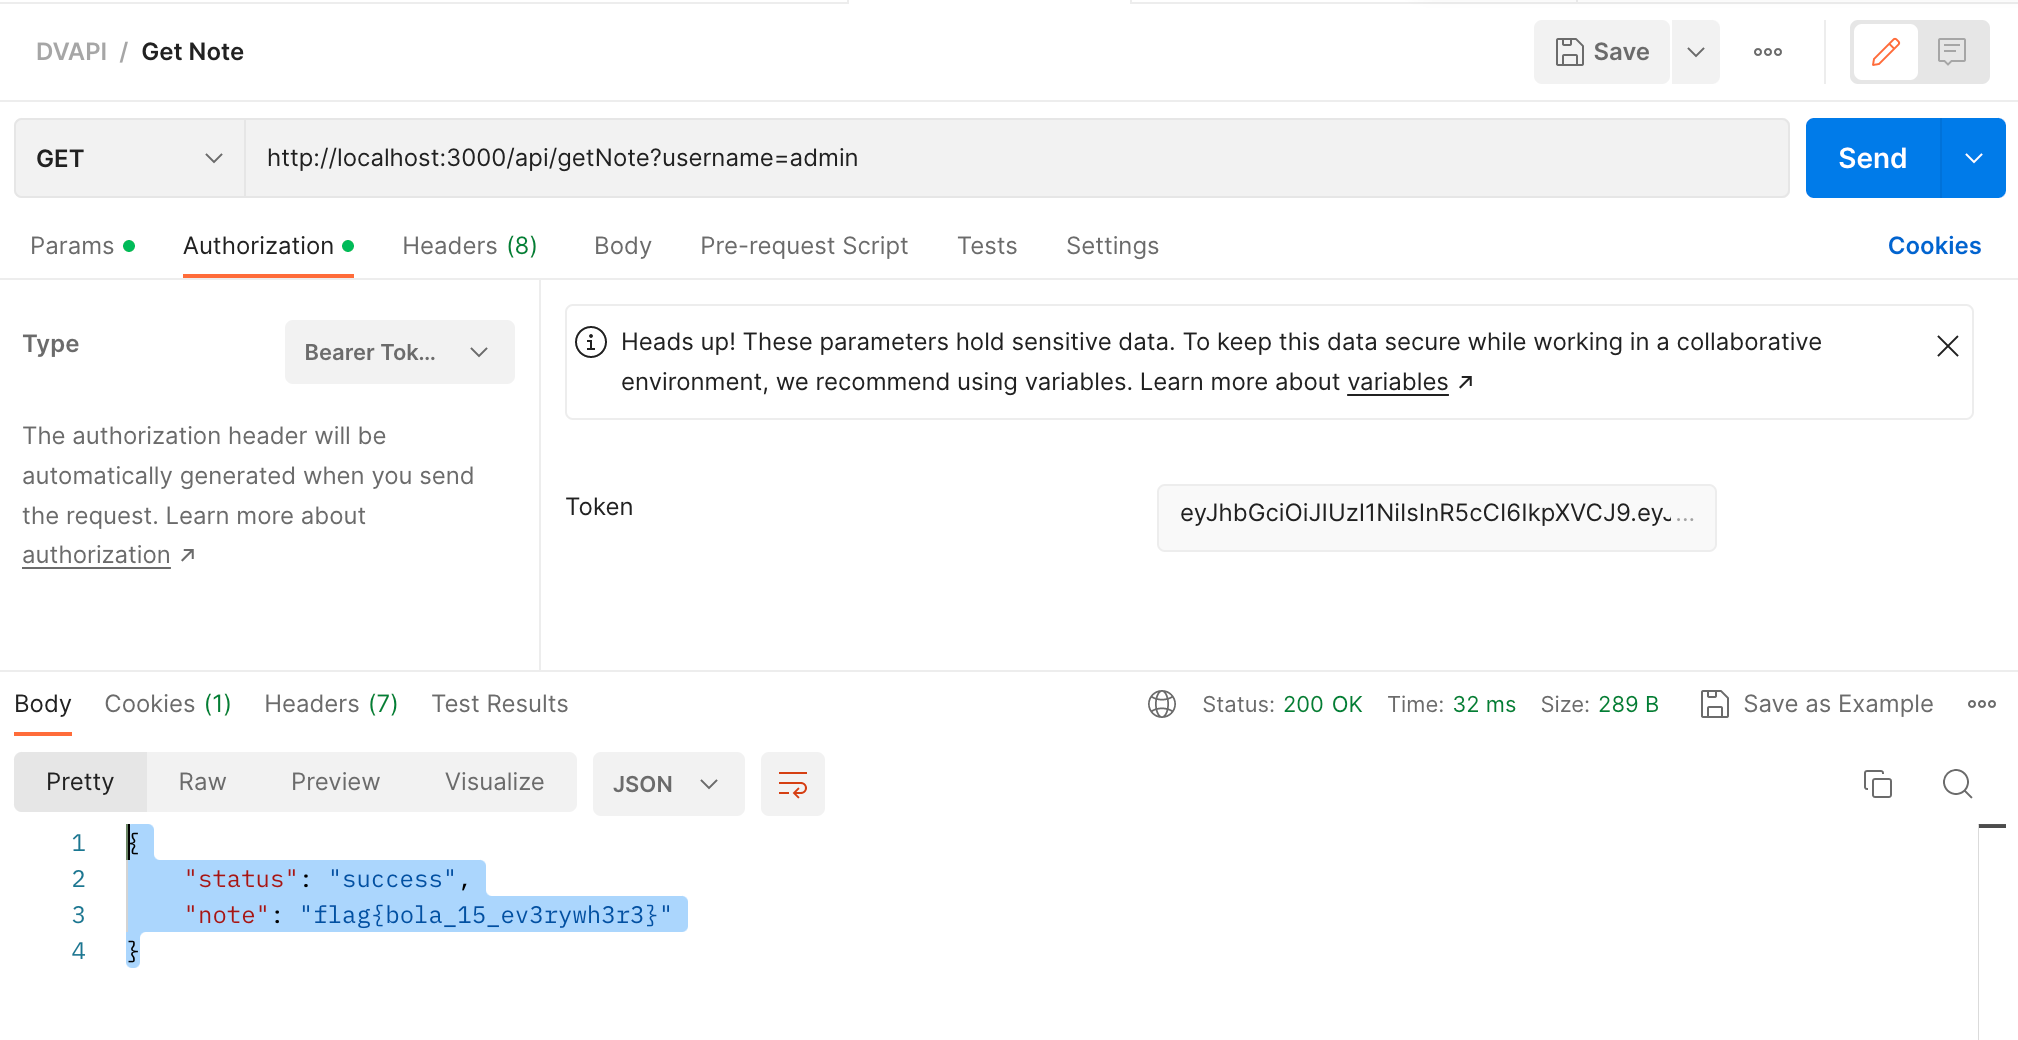 DVAPI / Get Note
Save
GET
http://localhost:3000/api/getNote?username=admin
Send
Params
Authorization
Headers (8)
Body
Pre-request Script
Tests
Settings
Cookies
Type
Bearer Tok...
The authorization header will be
automatically generated when you send
the request. Learn more about
authorization ↗
Heads up! These parameters hold sensitive data. To keep this data secure while working in a collaborative
environment, we recommend using variables. Learn more about variables ↗
Token
eyJhbGciOiJIUzI1NiIsInR5cCI6IkpXVCJ9.eyJ...
Body
Cookies (1)
Headers (7)
Test Results
Status: 200 OK
Time: 32 ms
Size: 289 B
Save as Example
Pretty
Raw
Preview
Visualize
JSON
1 {
2 "status": "success",
3 "note": "flag{bola_15_ev3rywh3r3}"
4 }